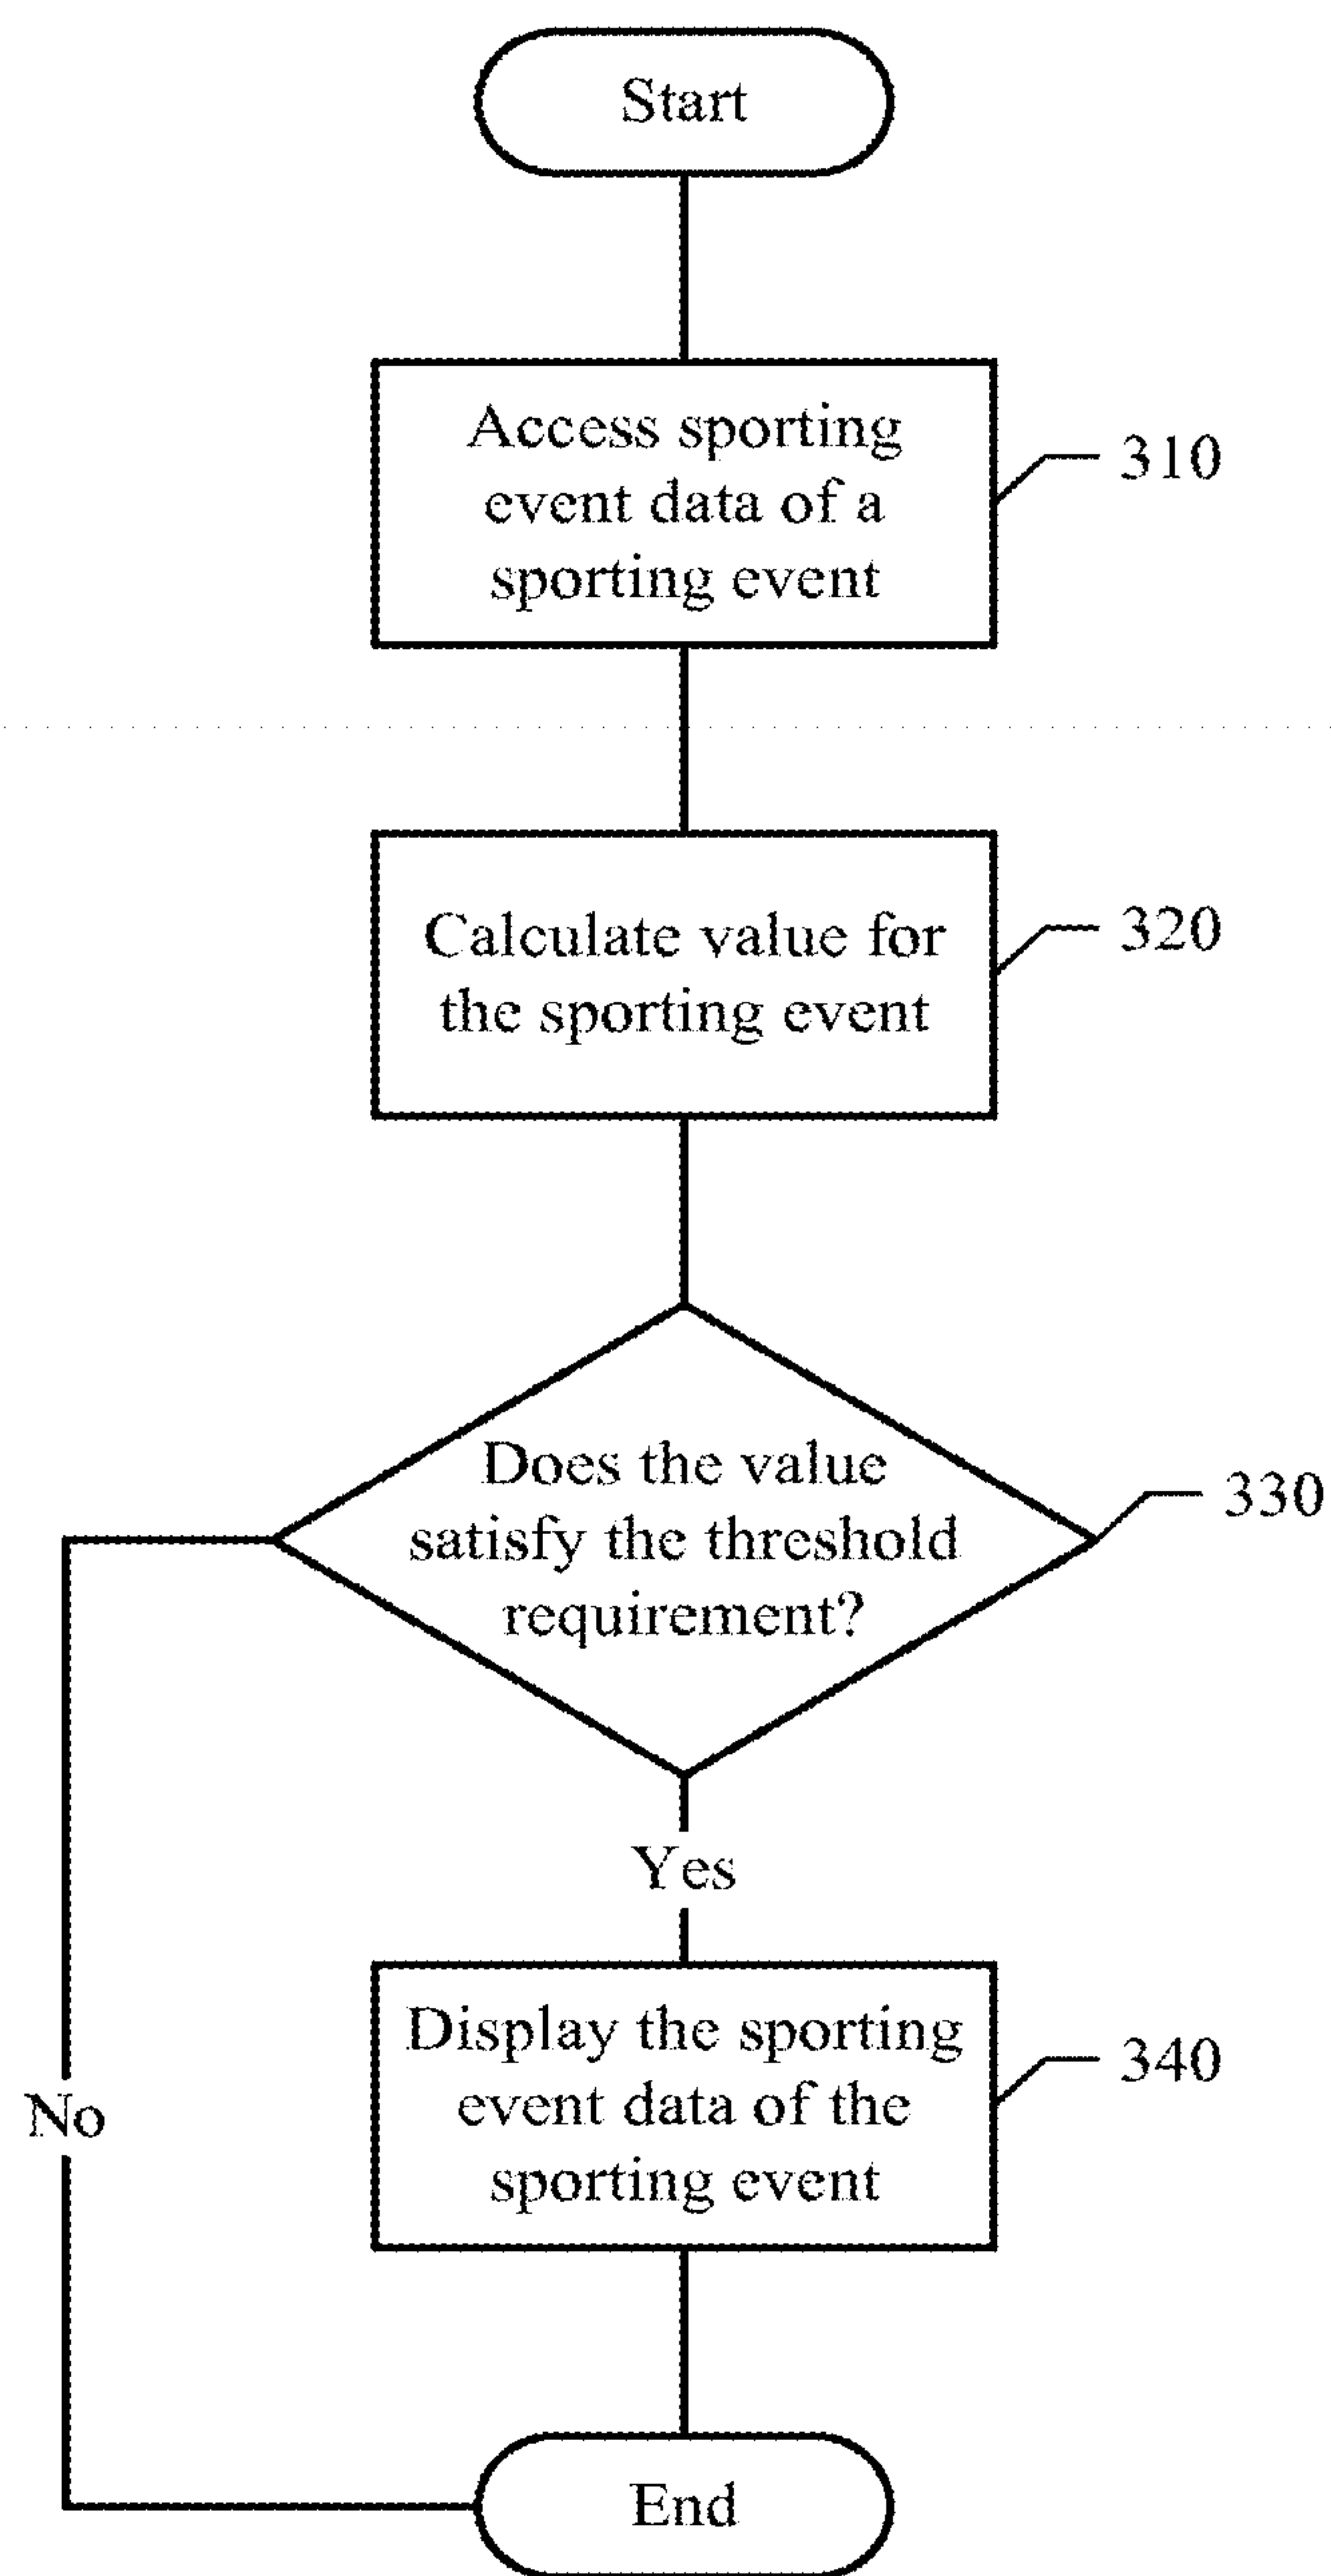 Start
Access sporting
event data of a
sporting event
310
Calculate value for
the sporting event
320
Does the value
satisfy the threshold
requirement?
330
Yes
Display the sporting
event data of the
sporting event
340
No
End